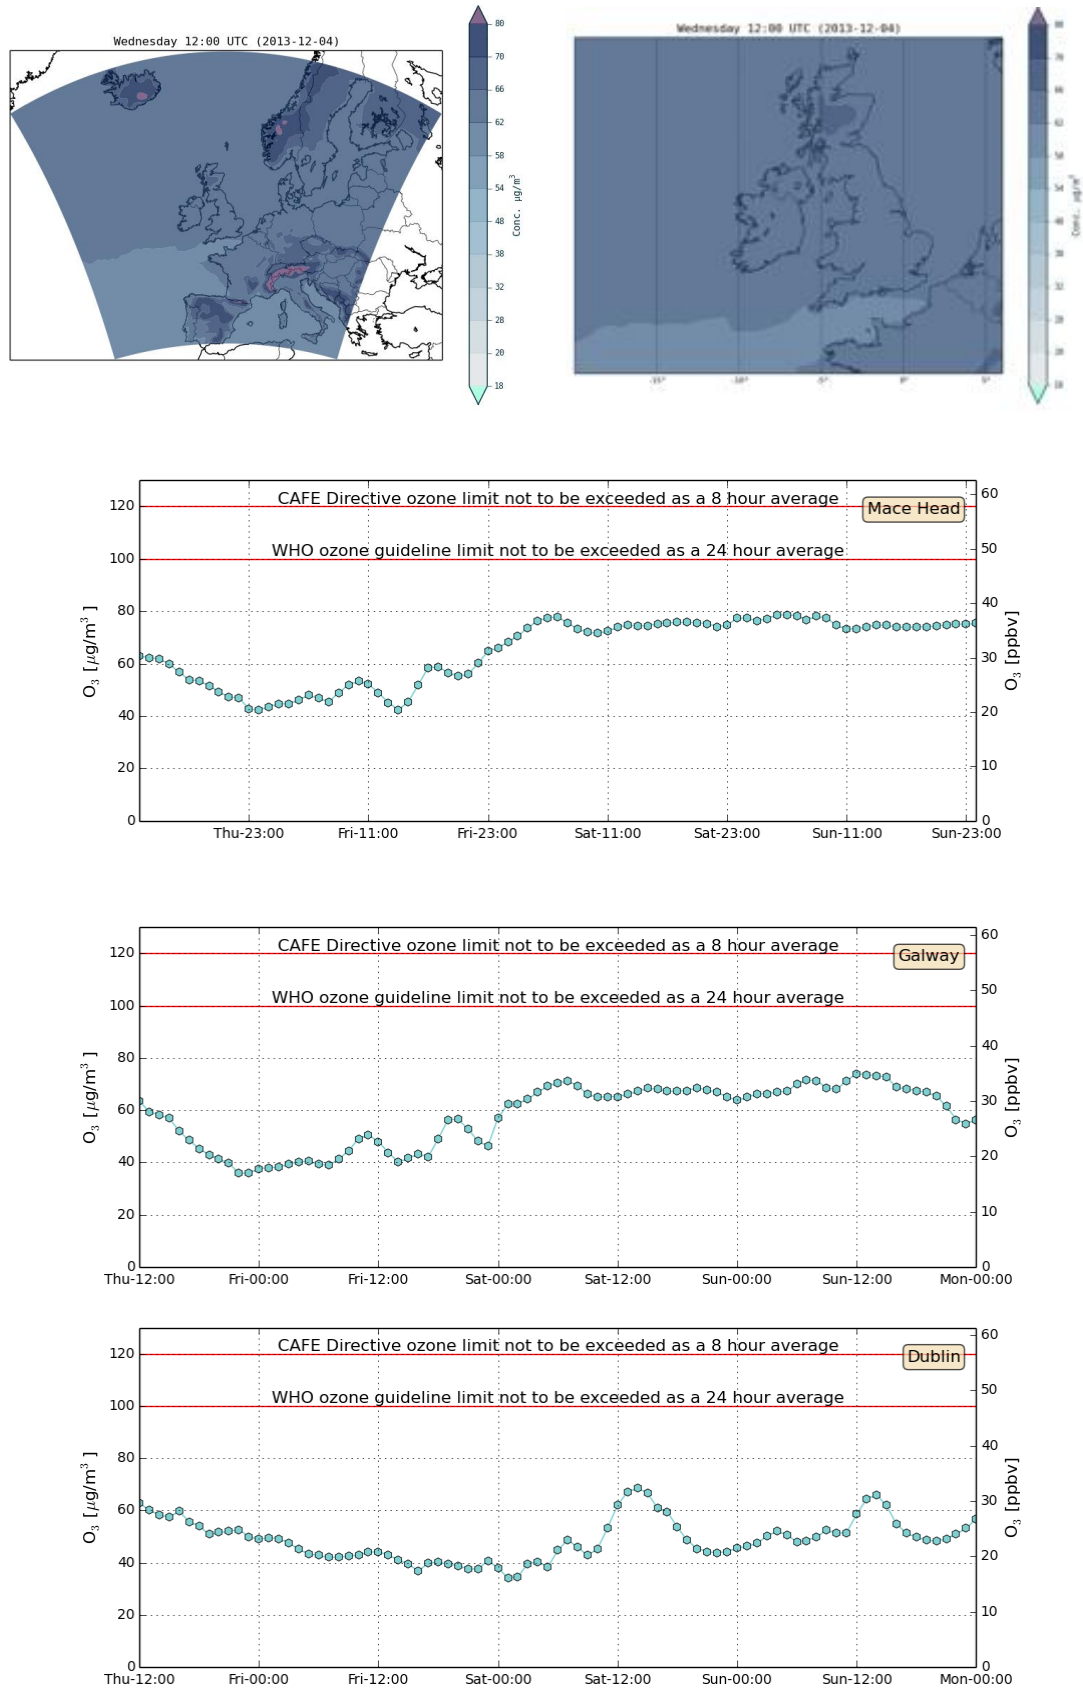 Wednesday 12:00 UTC (2013-12-04)
80
70
66
62
58
54
48
38
32
28
20
18
Conc. µg/m³
Wednesday 12:00 UTC (2013-12-04)
-15°
-10°
-5°
0°
5°
CAFE Directive ozone limit not to be exceeded as a 8 hour average
Mace Head
WHO ozone guideline limit not to be exceeded as a 24 hour average
120
100
80
60
40
20
0
O₃ [µg/m³ ]
60
50
40
30
20
10
0
O₃ [ppbv]
Thu-23:00 Fri-11:00 Fri-23:00 Sat-11:00 Sat-23:00 Sun-11:00 Sun-23:00
CAFE Directive ozone limit not to be exceeded as a 8 hour average
Galway
WHO ozone guideline limit not to be exceeded as a 24 hour average
120
100
80
60
40
20
0
O₃ [µg/m³ ]
60
50
40
30
20
10
0
O₃ [ppbv]
Thu-12:00 Fri-00:00 Fri-12:00 Sat-00:00 Sat-12:00 Sun-00:00 Sun-12:00 Mon-00:00
CAFE Directive ozone limit not to be exceeded as a 8 hour average
Dublin
WHO ozone guideline limit not to be exceeded as a 24 hour average
120
100
80
60
40
20
0
O₃ [µg/m³ ]
60
50
40
30
20
10
0
O₃ [ppbv]
Thu-12:00 Fri-00:00 Fri-12:00 Sat-00:00 Sat-12:00 Sun-00:00 Sun-12:00 Mon-00:00